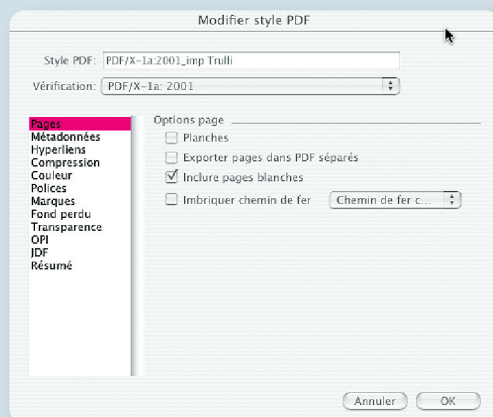 Modifier style PDF
Style PDF: PDF/X-1a:2001_imp Trulli
Vérification: PDF/X-1a: 2001
Pages
Métadonnées
Hyperliens
Compression
Couleur
Polices
Marques
Fond perdu
Transparence
OPI
JDF
Résumé
Options page
Planches
Exporter pages dans PDF séparés
Inclure pages blanches
Imbriquer chemin de fer Chemin de fer c...
Annuler OK